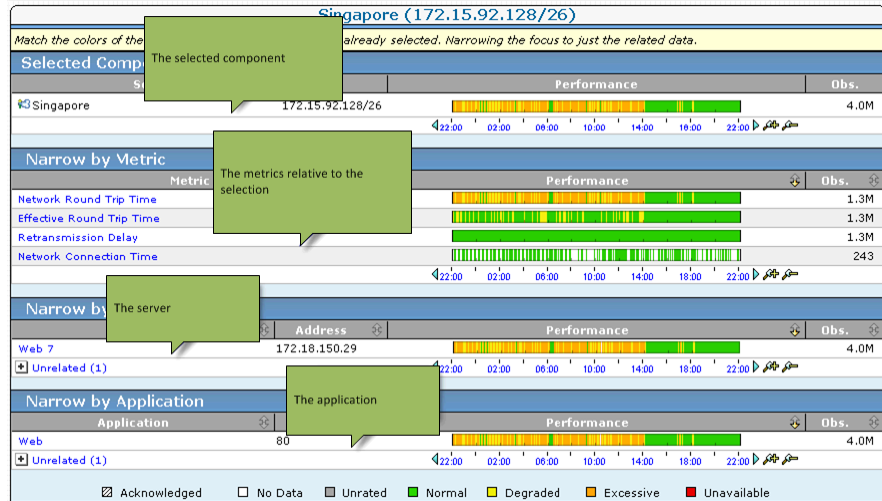 Singapore (172.15.92.128/26)
Match the colors of the already selected. Narrowing the focus to just the related data.
The selected component
Selected Comp
Performance Obs.
Singapore 172.15.92.128/26 4.0M
22:00 02:00 06:00 10:00 14:00 18:00 22:00
Narrow by Metric
The metrics relative to the
selection
Metric Performance Obs.
Network Round Trip Time 1.3M
Effective Round Trip Time 1.3M
Retransmission Delay 1.3M
Network Connection Time 243
22:00 02:00 06:00 10:00 14:00 18:00 22:00
Narrow by
The server
Address Performance Obs.
Web 7 172.18.150.29 4.0M
+ Unrelated (1) 22:00 02:00 06:00 10:00 14:00 18:00 22:00
Narrow by Application
The application
Application Performance Obs.
Web 80 4.0M
+ Unrelated (1) 22:00 02:00 06:00 10:00 14:00 18:00 22:00
Acknowledged No Data Unrated Normal Degraded Excessive Unavailable